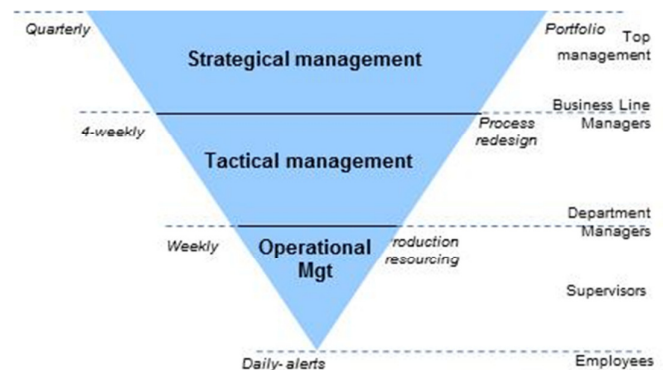 Quarterly
Portfolio
Top
management
Strategical management
Business Line
Managers
4-weekly
Process
redesign
Tactical management
Department
Managers
Weekly
Operational
Mgt
roduction
resourcing
Supervisors
Daily- alerts
Employees